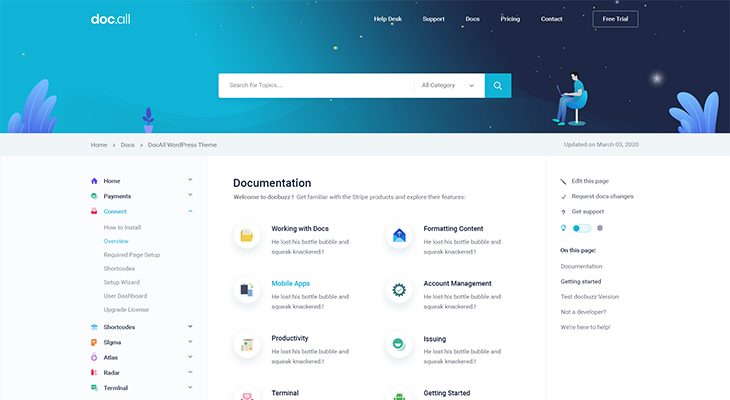 doc.all
Help Desk Support Docs Pricing Contact Free Trial
Search for Topics.... All Category
Home > Docs > DocAll WordPress Theme Updated on March 03, 2020
Home
Payments
Connect
How to Install
Overview
Required Page Setup
Shortcodes
Setup Wizard
User Dashboard
Upgrade License
Shortcodes
Sigma
Atlas
Radar
Terminal
Documentation
Welcome to docbuzz ! Get familiar with the Stripe products and explore their features:
Working with Docs
He lost his bottle bubble and
squeak knackered.!
Formatting Content
He lost his bottle bubble and
squeak knackered.!
Mobile Apps
He lost his bottle bubble and
squeak knackered.!
Account Management
He lost his bottle bubble and
squeak knackered.!
Productivity
He lost his bottle bubble and
squeak knackered.!
Issuing
He lost his bottle bubble and
squeak knackered.!
Terminal
Getting Started
Edit this page
Request docs changes
? Get support
On this page:
Documentation
Getting started
Test docbuzz Version
Not a developer?
We're here to help!